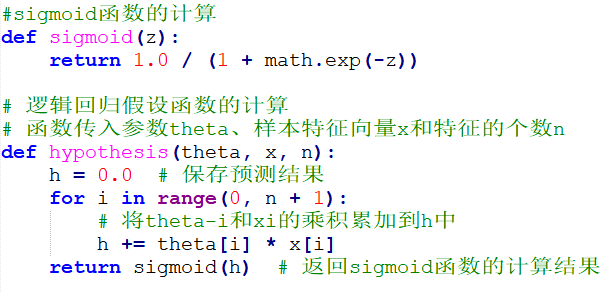 #sigmoid函数的计算
def sigmoid(z):
    return 1.0 / (1 + math.exp(-z))

# 逻辑回归假设函数的计算
# 函数传入参数theta、样本特征向量x和特征的个数n
def hypothesis(theta, x, n):
    h = 0.0  # 保存预测结果
    for i in range(0, n + 1):
        # 将theta-i和xi的乘积累加到h中
        h += theta[i] * x[i]
    return sigmoid(h)  # 返回sigmoid函数的计算结果